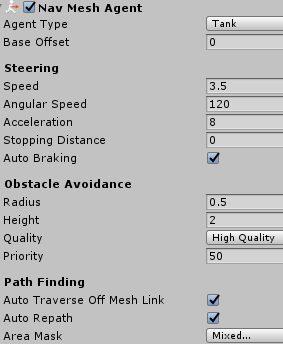 Nav Mesh Agent
Agent Type Tank
Base Offset 0
Steering
Speed 3.5
Angular Speed 120
Acceleration 8
Stopping Distance 0
Auto Braking
Obstacle Avoidance
Radius 0.5
Height 2
Quality High Quality
Priority 50
Path Finding
Auto Traverse Off Mesh Link
Auto Repath
Area Mask Mixed...